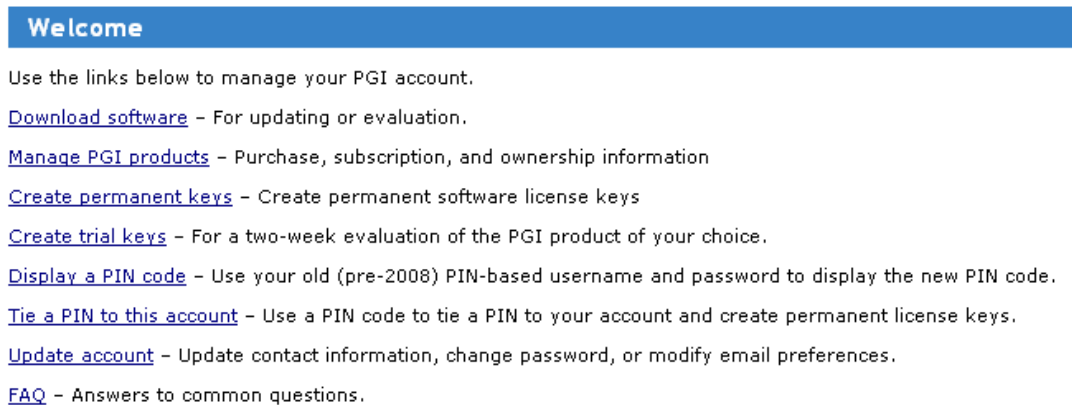 Welcome
Use the links below to manage your PGI account.
Download software – For updating or evaluation.
Manage PGI products – Purchase, subscription, and ownership information
Create permanent keys – Create permanent software license keys
Create trial keys – For a two-week evaluation of the PGI product of your choice.
Display a PIN code – Use your old (pre-2008) PIN-based username and password to display the new PIN code.
Tie a PIN to this account – Use a PIN code to tie a PIN to your account and create permanent license keys.
Update account – Update contact information, change password, or modify email preferences.
FAQ – Answers to common questions.